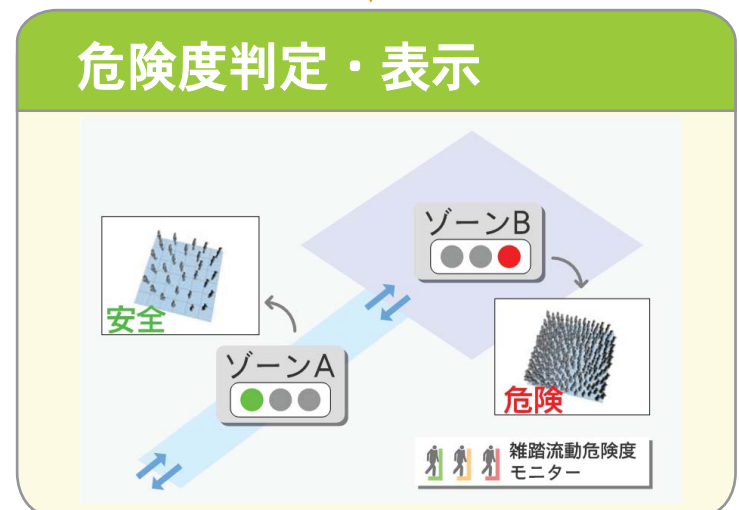 危険度判定・表示
ゾーンB
安全
ゾーンA
危険
雑踏流動危険度
モニター